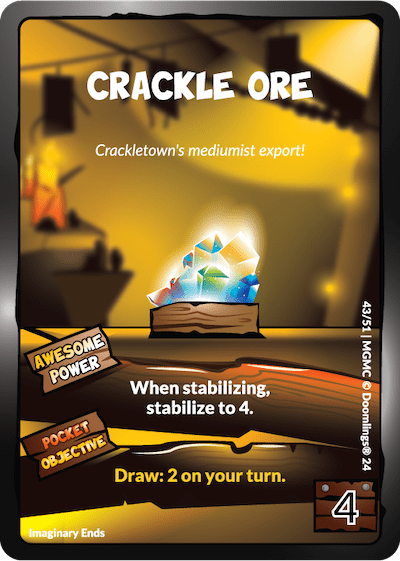 CRACKLE ORE
Crackletown's mediumist export!
AWESOME
POWER
When stabilizing,
stabilize to 4.
POCKET
OBJECTIVE
Draw: 2 on your turn.
43/51 | MGMC © Doomlings® 24
4
Imaginary Ends